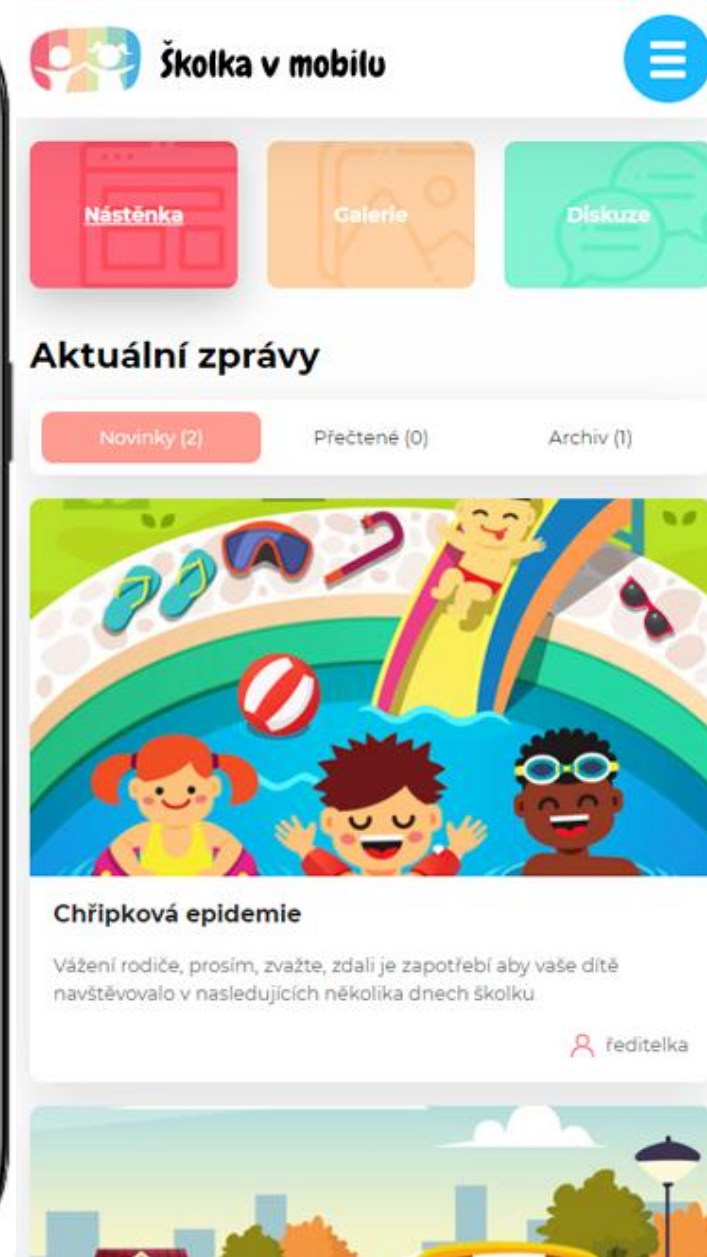 Školka v mobilu
Nástěnka
Galerie
Diskuze
Aktuální zprávy
Novinky (2)
Přečtené (0)
Archiv (1)
Chřipková epidemie
Vážení rodiče, prosím, zvažte, zdali je zapotřebí aby vaše dítě
navštěvovalo v nasledujících několika dnech školku
ředitelka